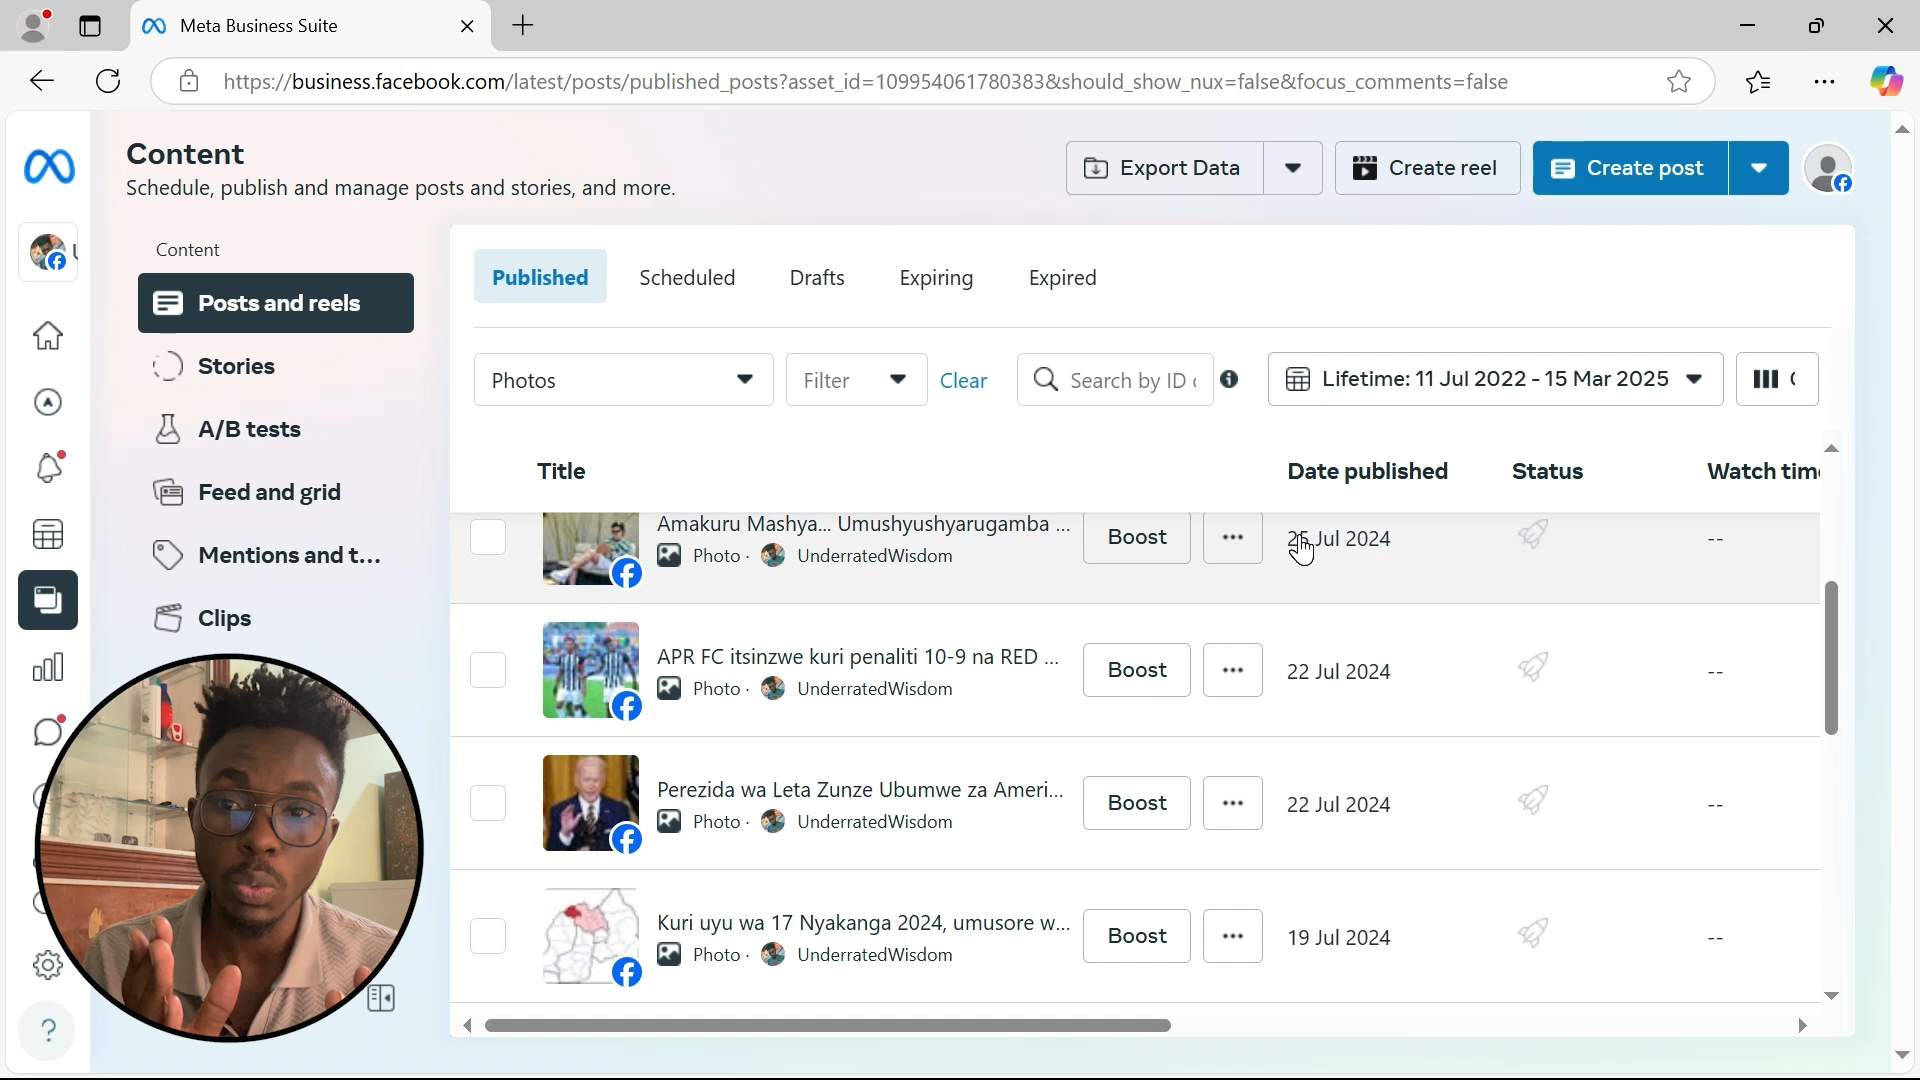 Meta Business Suite
https://business.facebook.com/latest/posts/published_posts?asset_id=109954061780383&should_show_nux=false&focus_comments=false
Content
Schedule, publish and manage posts and stories, and more.
Export Data
Create reel
Create post
Content
Posts and reels
Stories
A/B tests
Feed and grid
Mentions and t...
Clips
Published Scheduled Drafts Expiring Expired
Photos Filter Clear Search by ID Lifetime: 11 Jul 2022 - 15 Mar 2025
Title Date published Status Watch time
Amakuru Mashya... Umushyushyarugamba ... Boost ... 25 Jul 2024 --
Photo · UnderratedWisdom
APR FC itsinzwe kuri penaliti 10-9 na RED ... Boost ... 22 Jul 2024 --
Photo · UnderratedWisdom
Perezida wa Leta Zunze Ubumwe za Ameri... Boost ... 22 Jul 2024 --
Photo · UnderratedWisdom
Kuri uyu wa 17 Nyakanga 2024, umusore w... Boost ... 19 Jul 2024 --
Photo · UnderratedWisdom
?